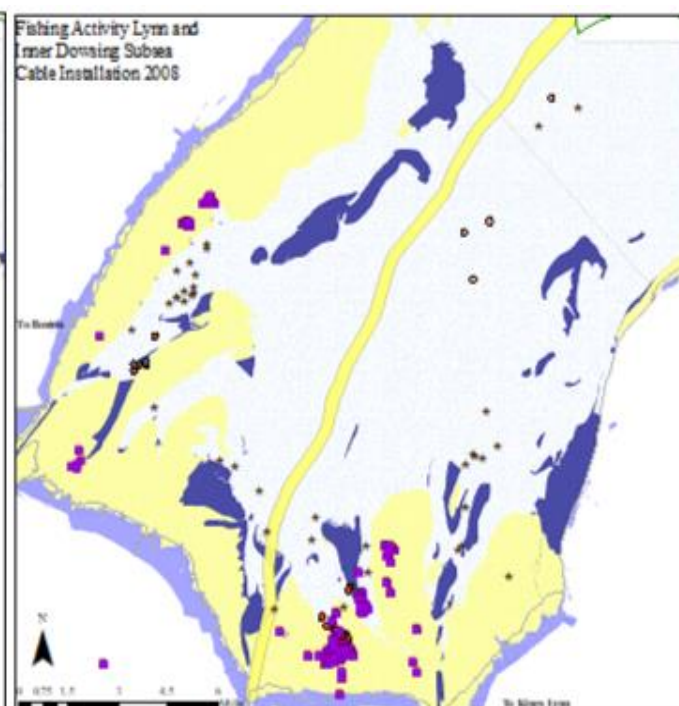 Fishing Activity Lynn and
Inner Dowsing Subsea
Cable Installation 2008
To Boston
N
0 0.75 1.5 3 4.5 6
To Kings Lynn